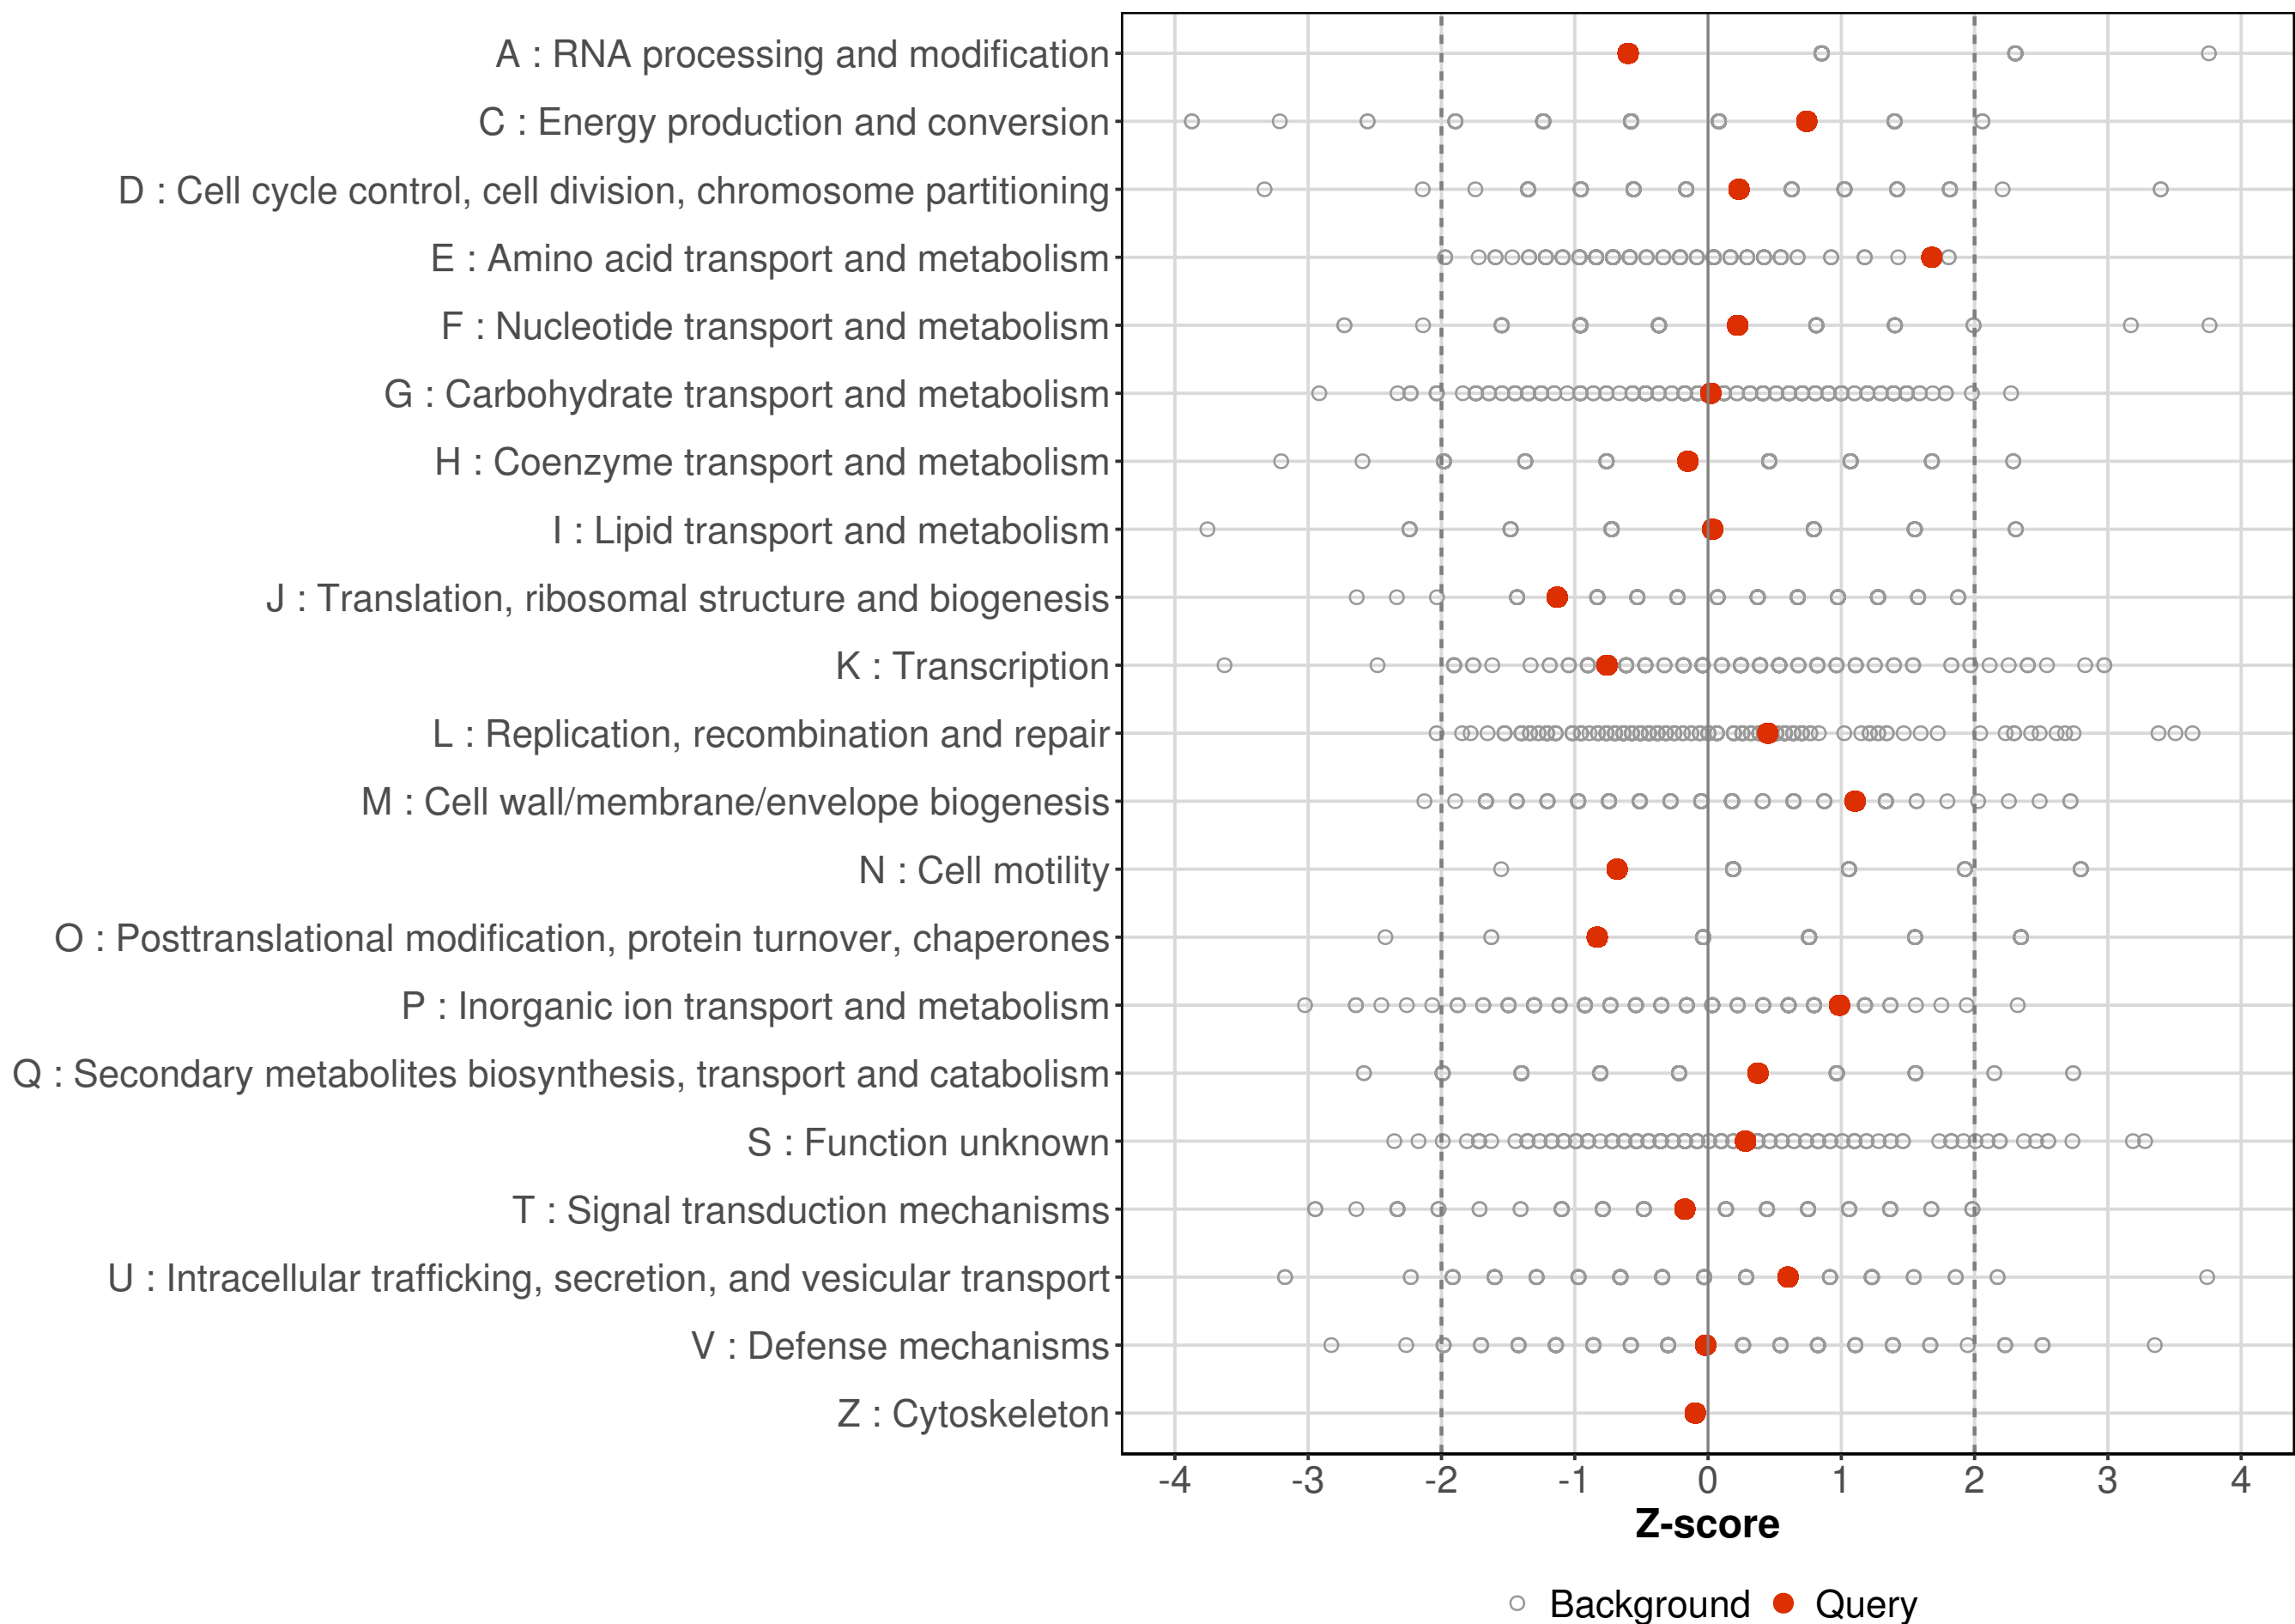 A : RNA processing and modification
C : Energy production and conversion
D : Cell cycle control, cell division, chromosome partitioning
E : Amino acid transport and metabolism
F : Nucleotide transport and metabolism
G : Carbohydrate transport and metabolism
H : Coenzyme transport and metabolism
I : Lipid transport and metabolism
J : Translation, ribosomal structure and biogenesis
K : Transcription
L : Replication, recombination and repair
M : Cell wall/membrane/envelope biogenesis
N : Cell motility
O : Posttranslational modification, protein turnover, chaperones
P : Inorganic ion transport and metabolism
Q : Secondary metabolites biosynthesis, transport and catabolism
S : Function unknown
T : Signal transduction mechanisms
U : Intracellular trafficking, secretion, and vesicular transport
V : Defense mechanisms
Z : Cytoskeleton
-4 -3 -2 -1 0 1 2 3 4
Z-score
Background Query